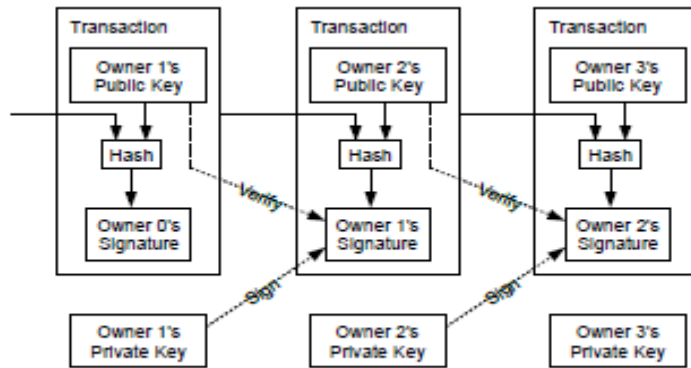 Transaction
Owner 1's
Public Key
Hash
Owner 0's
Signature
Verify
Transaction
Owner 2's
Public Key
Hash
Owner 1's
Signature
Verify
Transaction
Owner 3's
Public Key
Hash
Owner 2's
Signature
Sign
Sign
Owner 1's
Private Key
Owner 2's
Private Key
Owner 3's
Private Key